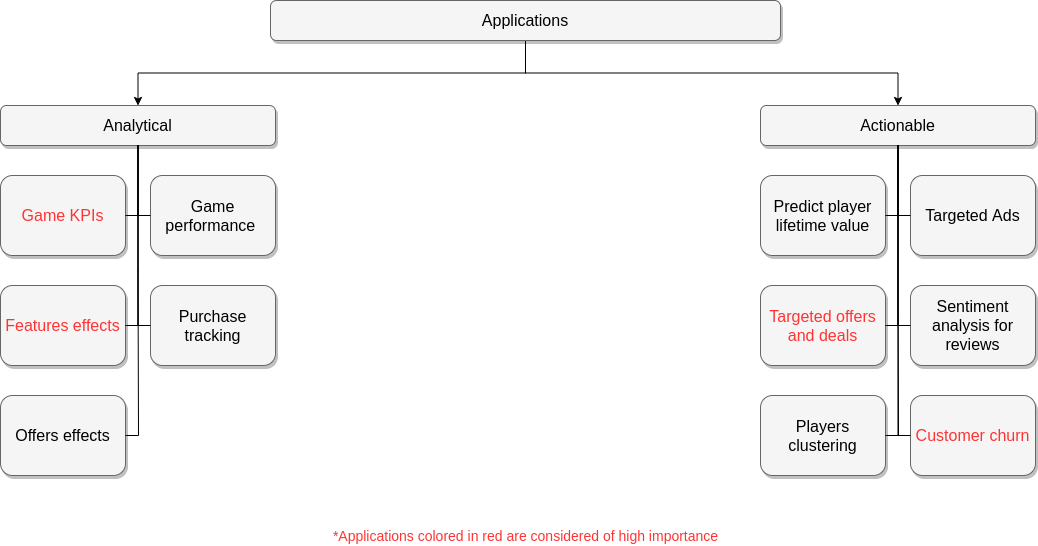 Applications
Analytical
Actionable
Game KPIs
Game
performance
Features effects
Purchase
tracking
Offers effects
Predict player
lifetime value
Targeted Ads
Targeted offers
and deals
Sentiment
analysis for
reviews
Players
clustering
Customer churn
*Applications colored in red are considered of high importance